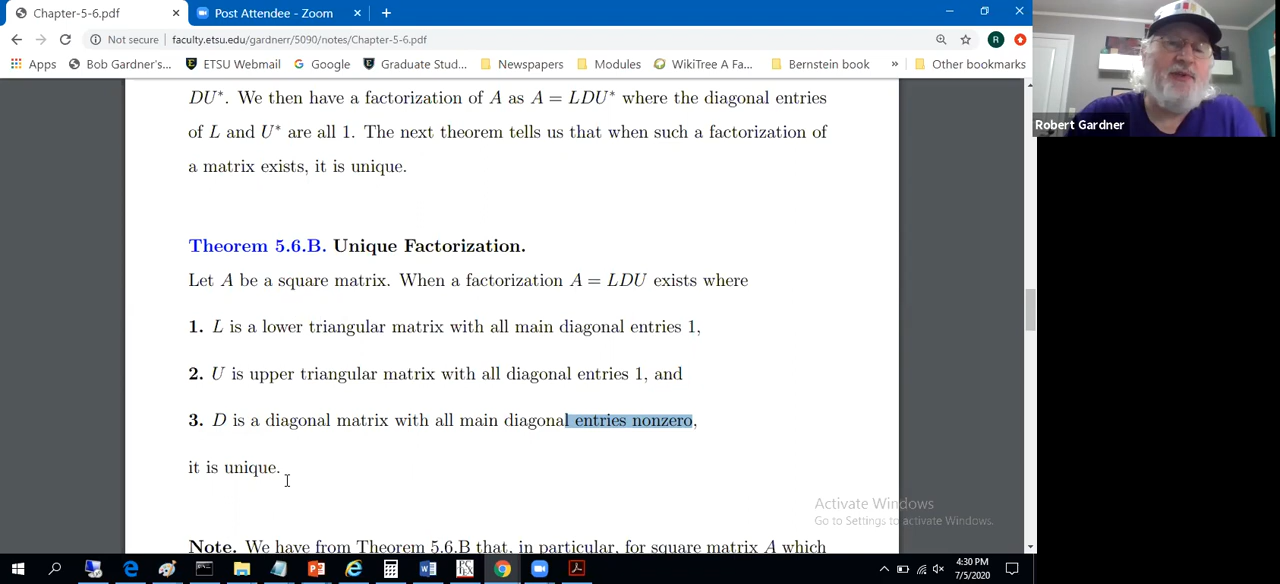 Chapter-5-6.pdf
Post Attendee - Zoom
Not secure | faculty.etsu.edu/gardnerr/5090/notes/Chapter-5-6.pdf
R
Apps
Bob Gardner's...
ETSU Webmail
Google
Graduate Stud...
Newspapers
Modules
WikiTree A Fa...
Bernstein book
»
Other bookmarks
DU*. We then have a factorization of A as A = LDU* where the diagonal entries
of L and U* are all 1. The next theorem tells us that when such a factorization of
a matrix exists, it is unique.
Theorem 5.6.B. Unique Factorization.
Let A be a square matrix. When a factorization A = LDU exists where
1. L is a lower triangular matrix with all main diagonal entries 1,
2. U is upper triangular matrix with all diagonal entries 1, and
3. D is a diagonal matrix with all main diagonal entries nonzero,
it is unique.
Note. We have from Theorem 5.6.B that, in particular, for square matrix A which
Robert Gardner
Activate Windows
Go to Settings to activate Windows.
4:30 PM
7/5/2020